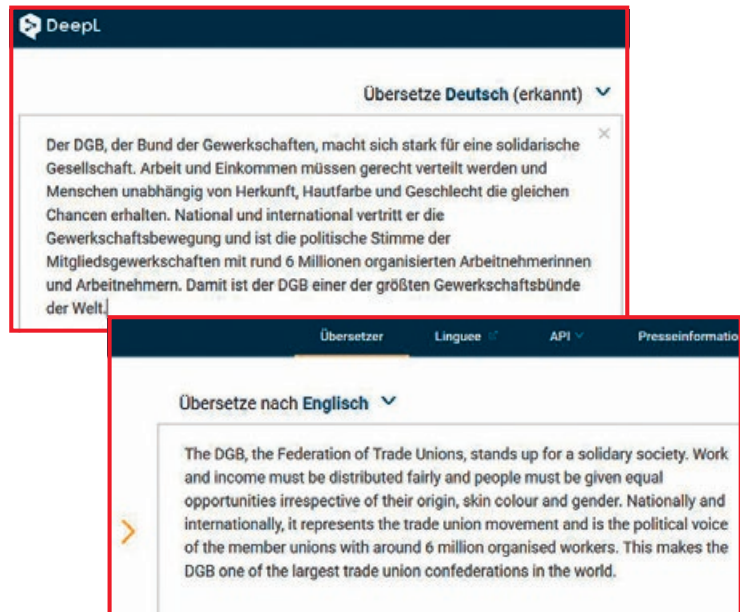 DeepL
Übersetze Deutsch (erkannt)
Der DGB, der Bund der Gewerkschaften, macht sich stark für eine solidarische
Gesellschaft. Arbeit und Einkommen müssen gerecht verteilt werden und
Menschen unabhängig von Herkunft, Hautfarbe und Geschlecht die gleichen
Chancen erhalten. National und international vertritt er die
Gewerkschaftsbewegung und ist die politische Stimme der
Mitgliedsgewerkschaften mit rund 6 Millionen organisierten Arbeitnehmerinnen
und Arbeitnehmern. Damit ist der DGB einer der größten Gewerkschaftsbünde
der Welt.
Übersetzer Linguee API Presseinformatio
Übersetze nach Englisch
The DGB, the Federation of Trade Unions, stands up for a solidary society. Work
and income must be distributed fairly and people must be given equal
opportunities irrespective of their origin, skin colour and gender. Nationally and
internationally, it represents the trade union movement and is the political voice
of the member unions with around 6 million organised workers. This makes the
DGB one of the largest trade union confederations in the world.